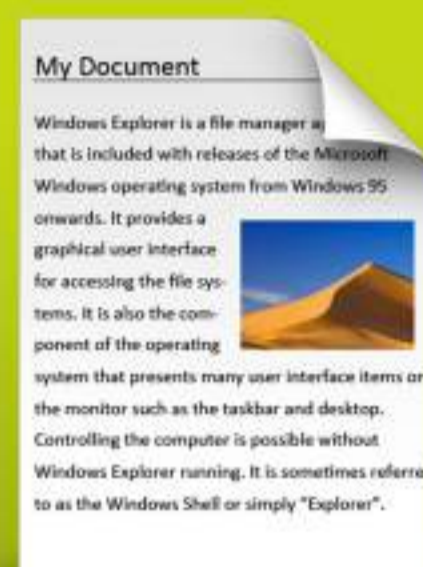 My Document
Windows Explorer is a file manager
that is included with releases of the Microsoft
Windows operating system from Windows 95
onwards. It provides a
graphical user interface
for accessing the file sys-
tems. It is also the com-
ponent of the operating
system that presents many user interface items on
the monitor such as the taskbar and desktop.
Controlling the computer is possible without
Windows Explorer running. It is sometimes referre
to as the Windows Shell or simply "Explorer".